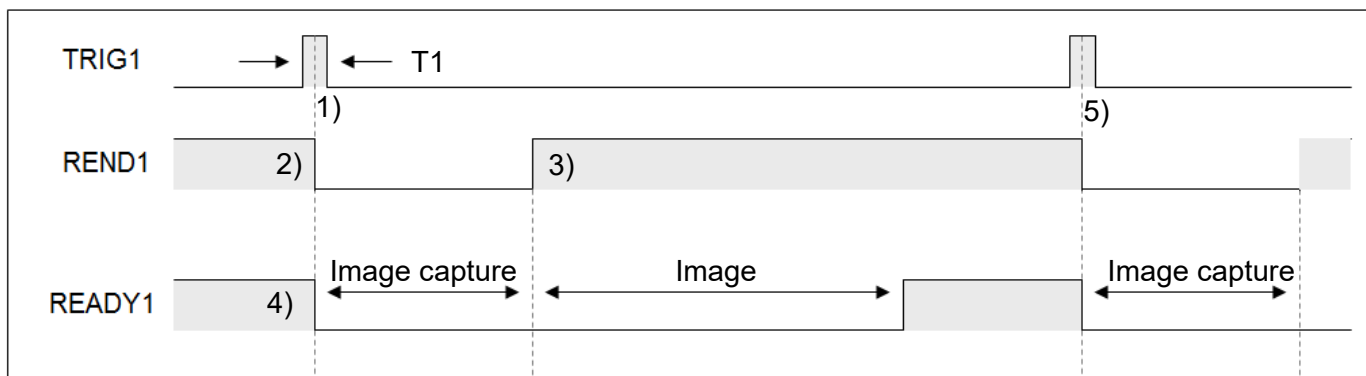 TRIG1
T1
1)
5)
REND1
2)
3)
Image capture
Image
Image capture
READY1
4)